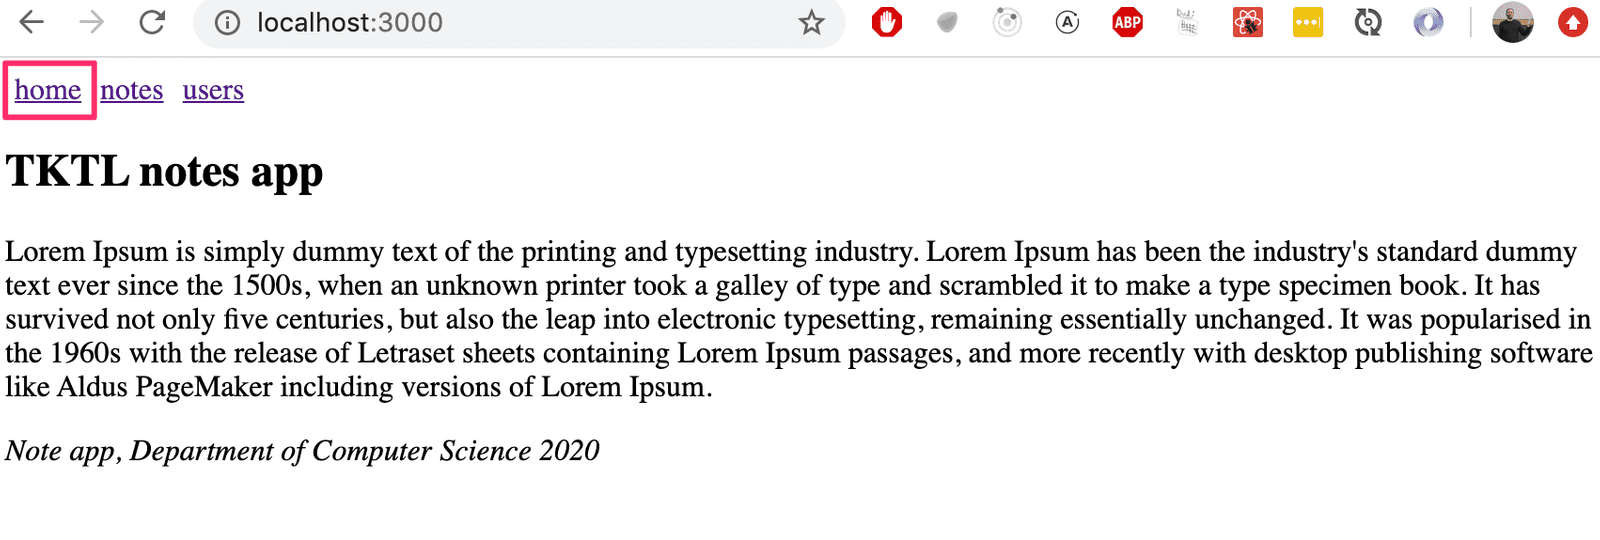 localhost:3000
ABP
home notes users
TKTL notes app
Lorem Ipsum is simply dummy text of the printing and typesetting industry. Lorem Ipsum has been the industry's standard dummy
text ever since the 1500s, when an unknown printer took a galley of type and scrambled it to make a type specimen book. It has
survived not only five centuries, but also the leap into electronic typesetting, remaining essentially unchanged. It was popularised in
the 1960s with the release of Letraset sheets containing Lorem Ipsum passages, and more recently with desktop publishing software
like Aldus PageMaker including versions of Lorem Ipsum.
Note app, Department of Computer Science 2020